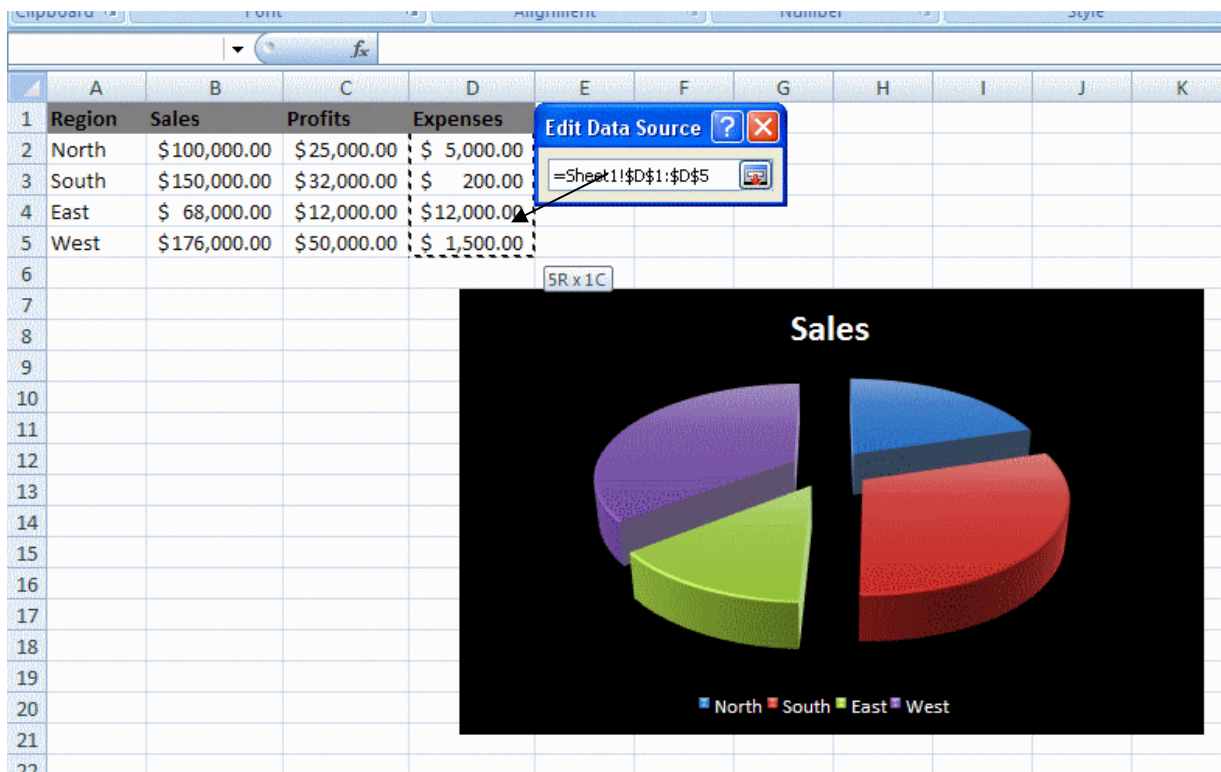 Clipboard Font Alignment Number Style
fx
A B C D E F G H I J K
1 Region Sales Profits Expenses
Edit Data Source ?
2 North $100,000.00 $25,000.00 $ 5,000.00
=Sheet1!$D$1:$D$5
3 South $150,000.00 $32,000.00 $ 200.00
4 East $ 68,000.00 $12,000.00 $12,000.00
5 West $176,000.00 $50,000.00 $ 1,500.00
6
5R x 1C
7
Sales
8
9
10
11
12
13
14
15
16
17
18
19
20 North South East West
21
22